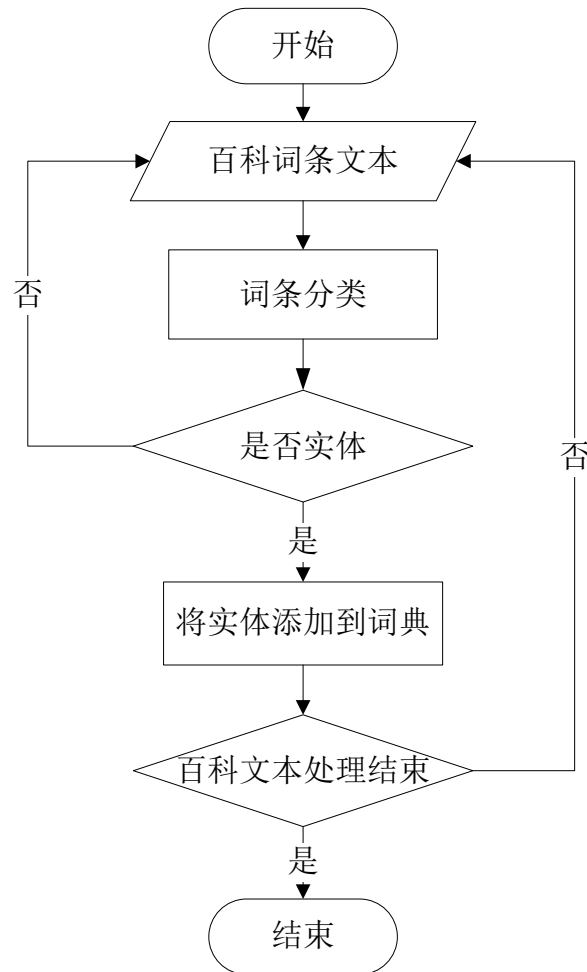 开始
百科词条文本
词条分类
否
是否实体
否
是
将实体添加到词典
百科文本处理结束
是
结束